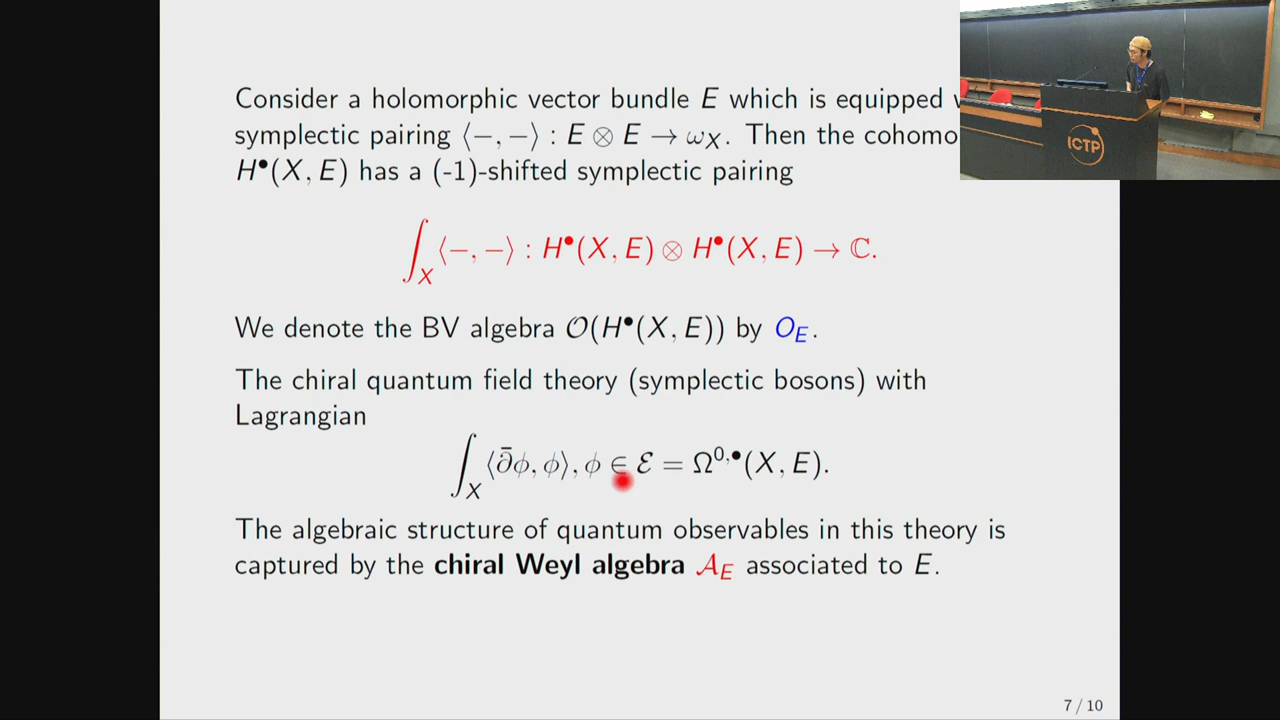 Consider a holomorphic vector bundle E which is equipped
symplectic pairing ⟨−, −⟩ : E ⊗ E → ω_X. Then the cohomo
H•(X, E) has a (-1)-shifted symplectic pairing
∫_X ⟨−, −⟩ : H•(X, E) ⊗ H•(X, E) → ℂ.
We denote the BV algebra 𝒪(H•(X, E)) by O_E.
The chiral quantum field theory (symplectic bosons) with
Lagrangian
∫_X ⟨∂̄φ, φ⟩, φ ∈ ℰ = Ω^{0,•}(X, E).
The algebraic structure of quantum observables in this theory is
captured by the chiral Weyl algebra 𝒜_E associated to E.
7 / 10
ICTP